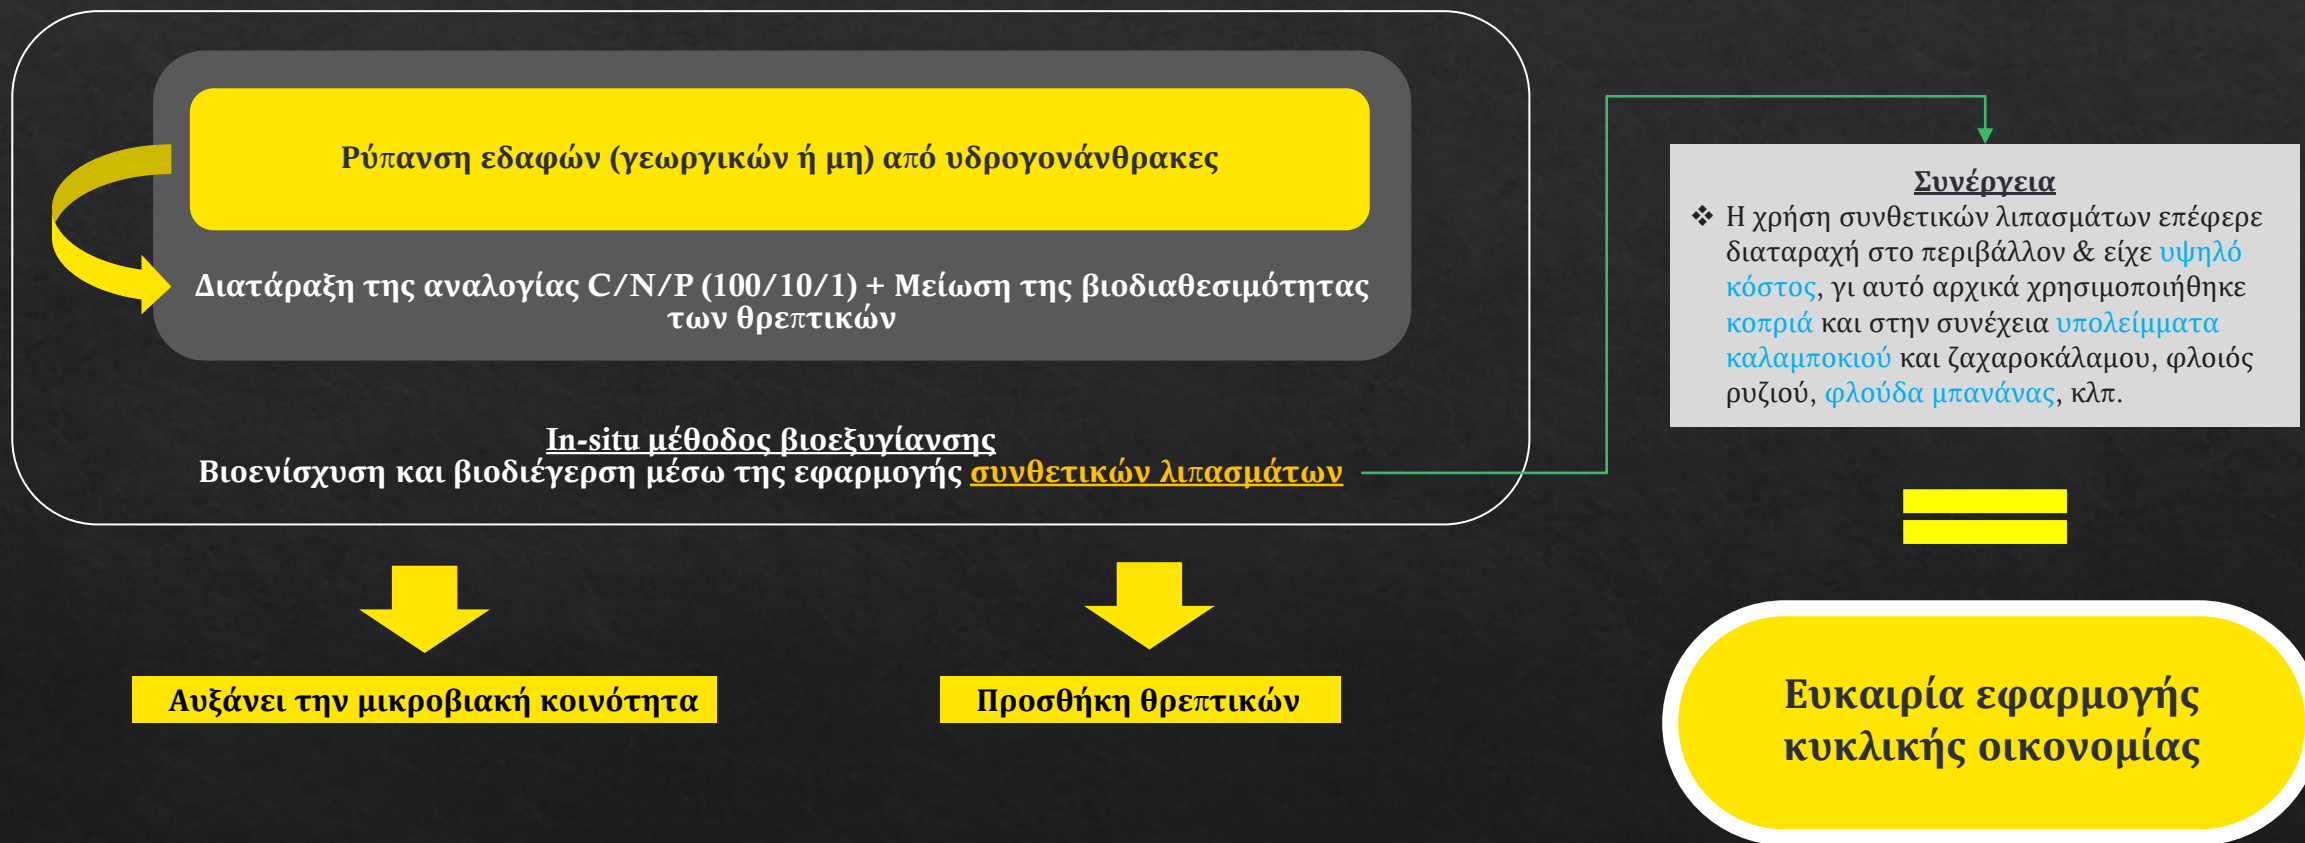 Ρύπανση εδαφών (γεωργικών ή μη) από υδρογονάνθρακες
Διατάραξη της αναλογίας C/N/P (100/10/1) + Μείωση της βιοδιαθεσιμότητας
των θρεπτικών
In-situ μέθοδος βιοεξυγίανσης
Βιοενίσχυση και βιοδιέγερση μέσω της εφαρμογής συνθετικών λιπασμάτων
Αυξάνει την μικροβιακή κοινότητα
Προσθήκη θρεπτικών
Συνέργεια
❖ Η χρήση συνθετικών λιπασμάτων επέφερε
διαταραχή στο περιβάλλον & είχε υψηλό
κόστος, γι αυτό αρχικά χρησιμοποιήθηκε
κοπριά και στην συνέχεια υπολείμματα
καλαμποκιού και ζαχαροκάλαμου, φλοιός
ρυζιού, φλούδα μπανάνας, κλπ.
Ευκαιρία εφαρμογής
κυκλικής οικονομίας